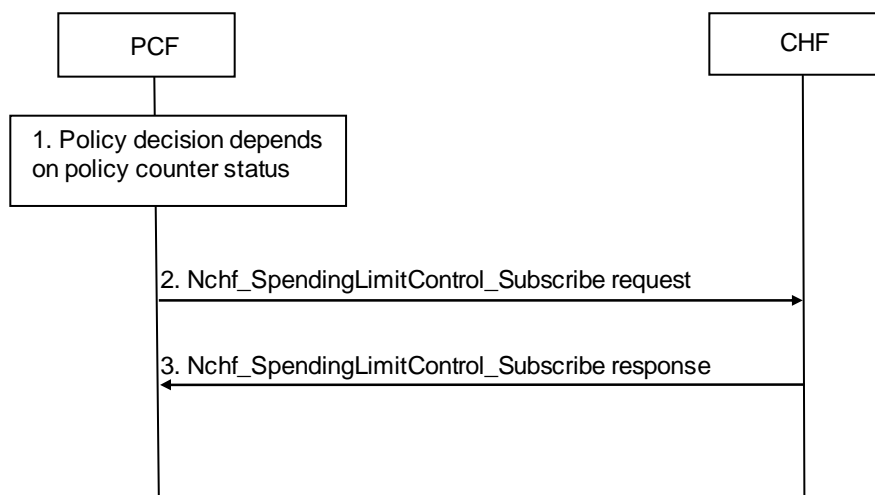 PCF
CHF
1. Policy decision depends
on policy counter status
2. Nchf_SpendingLimitControl_Subscribe request
3. Nchf_SpendingLimitControl_Subscribe response